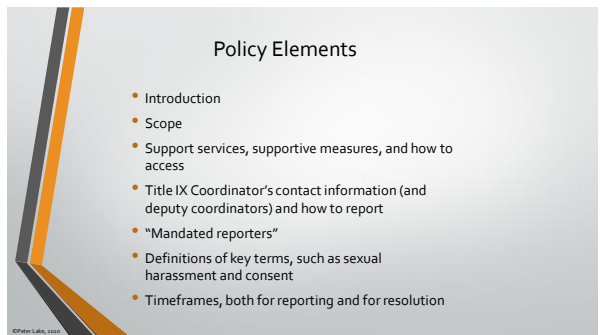 Policy Elements
• Introduction
• Scope
• Support services, supportive measures, and how to
access
• Title IX Coordinator's contact information (and
deputy coordinators) and how to report
• "Mandated reporters"
• Definitions of key terms, such as sexual
harassment and consent
• Timeframes, both for reporting and for resolution
©Peter Lake, 2020